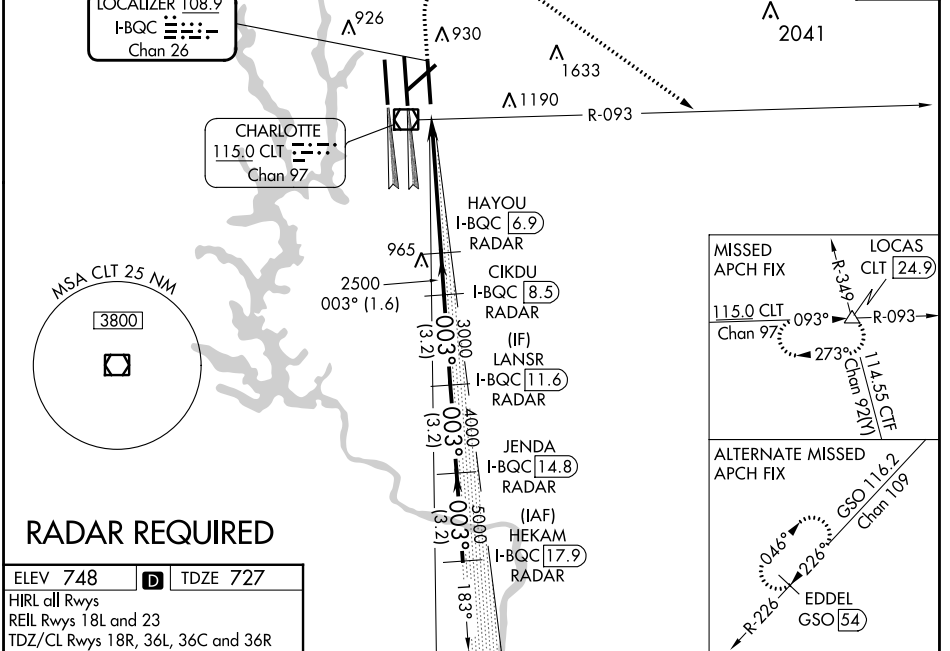 LOCALIZER 108.9
I-BQC
Chan 26
926
930
2041
1633
1190
R-093
CHARLOTTE
115.0 CLT
Chan 97
HAYOU
I-BQC 6.9
RADAR
965
2500
003° (1.6)
CIKDU
I-BQC 8.5
RADAR
MSA CLT 25 NM
3800
003°
(3.2)
3000
(IF)
LANSR
I-BQC 11.6
RADAR
003°
(3.2)
4000
JENDA
I-BQC 14.8
RADAR
003°
(3.2)
5000
(IAF)
HEKAM
I-BQC 17.9
RADAR
183°
MISSED
APCH FIX
LOCAS
CLT 24.9
R-349
115.0 CLT
Chan 97
093°
R-093
273°
114.55 CTF
Chan 92(Y)
ALTERNATE MISSED
APCH FIX
GSO 116.2
Chan 109
046°
226°
R-226
EDDEL
GSO 54
RADAR REQUIRED
ELEV 748 D TDZE 727
HIRL all Rwys
REIL Rwys 18L and 23
TDZ/CL Rwys 18R, 36L, 36C and 36R